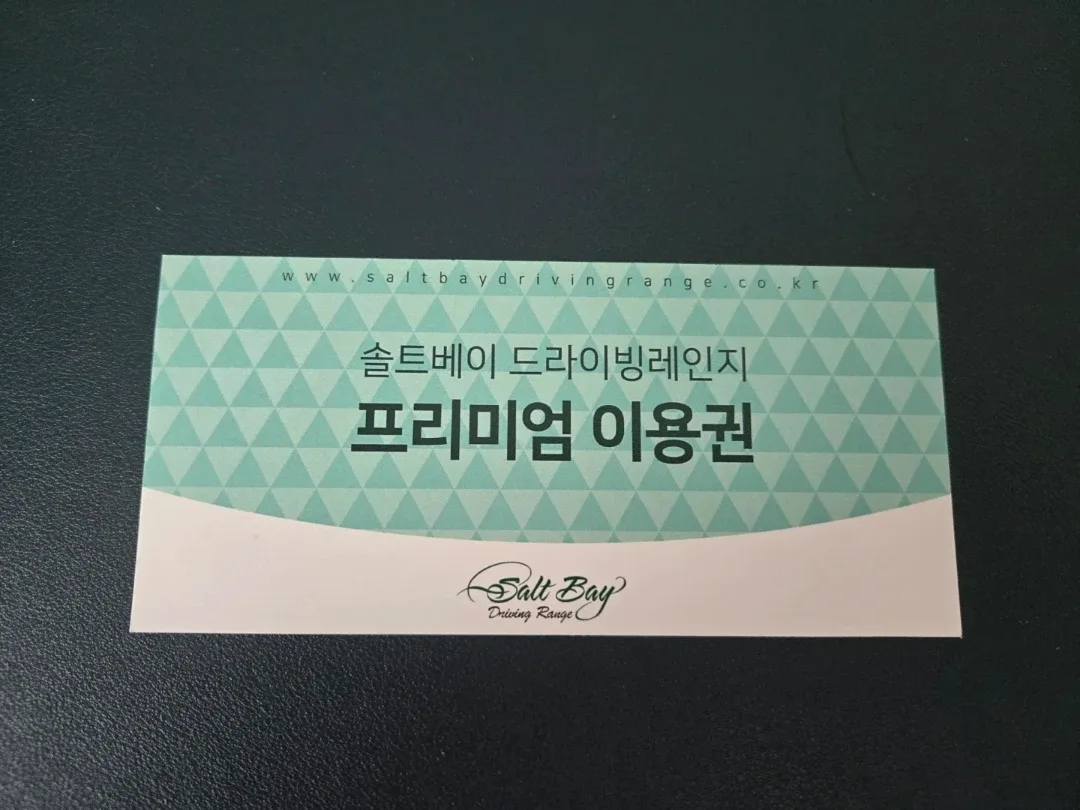 www.saltbaydrivingrange.co.kr
솔트베이 드라이빙레인지
프리미엄 이용권
Salt Bay
Driving Range